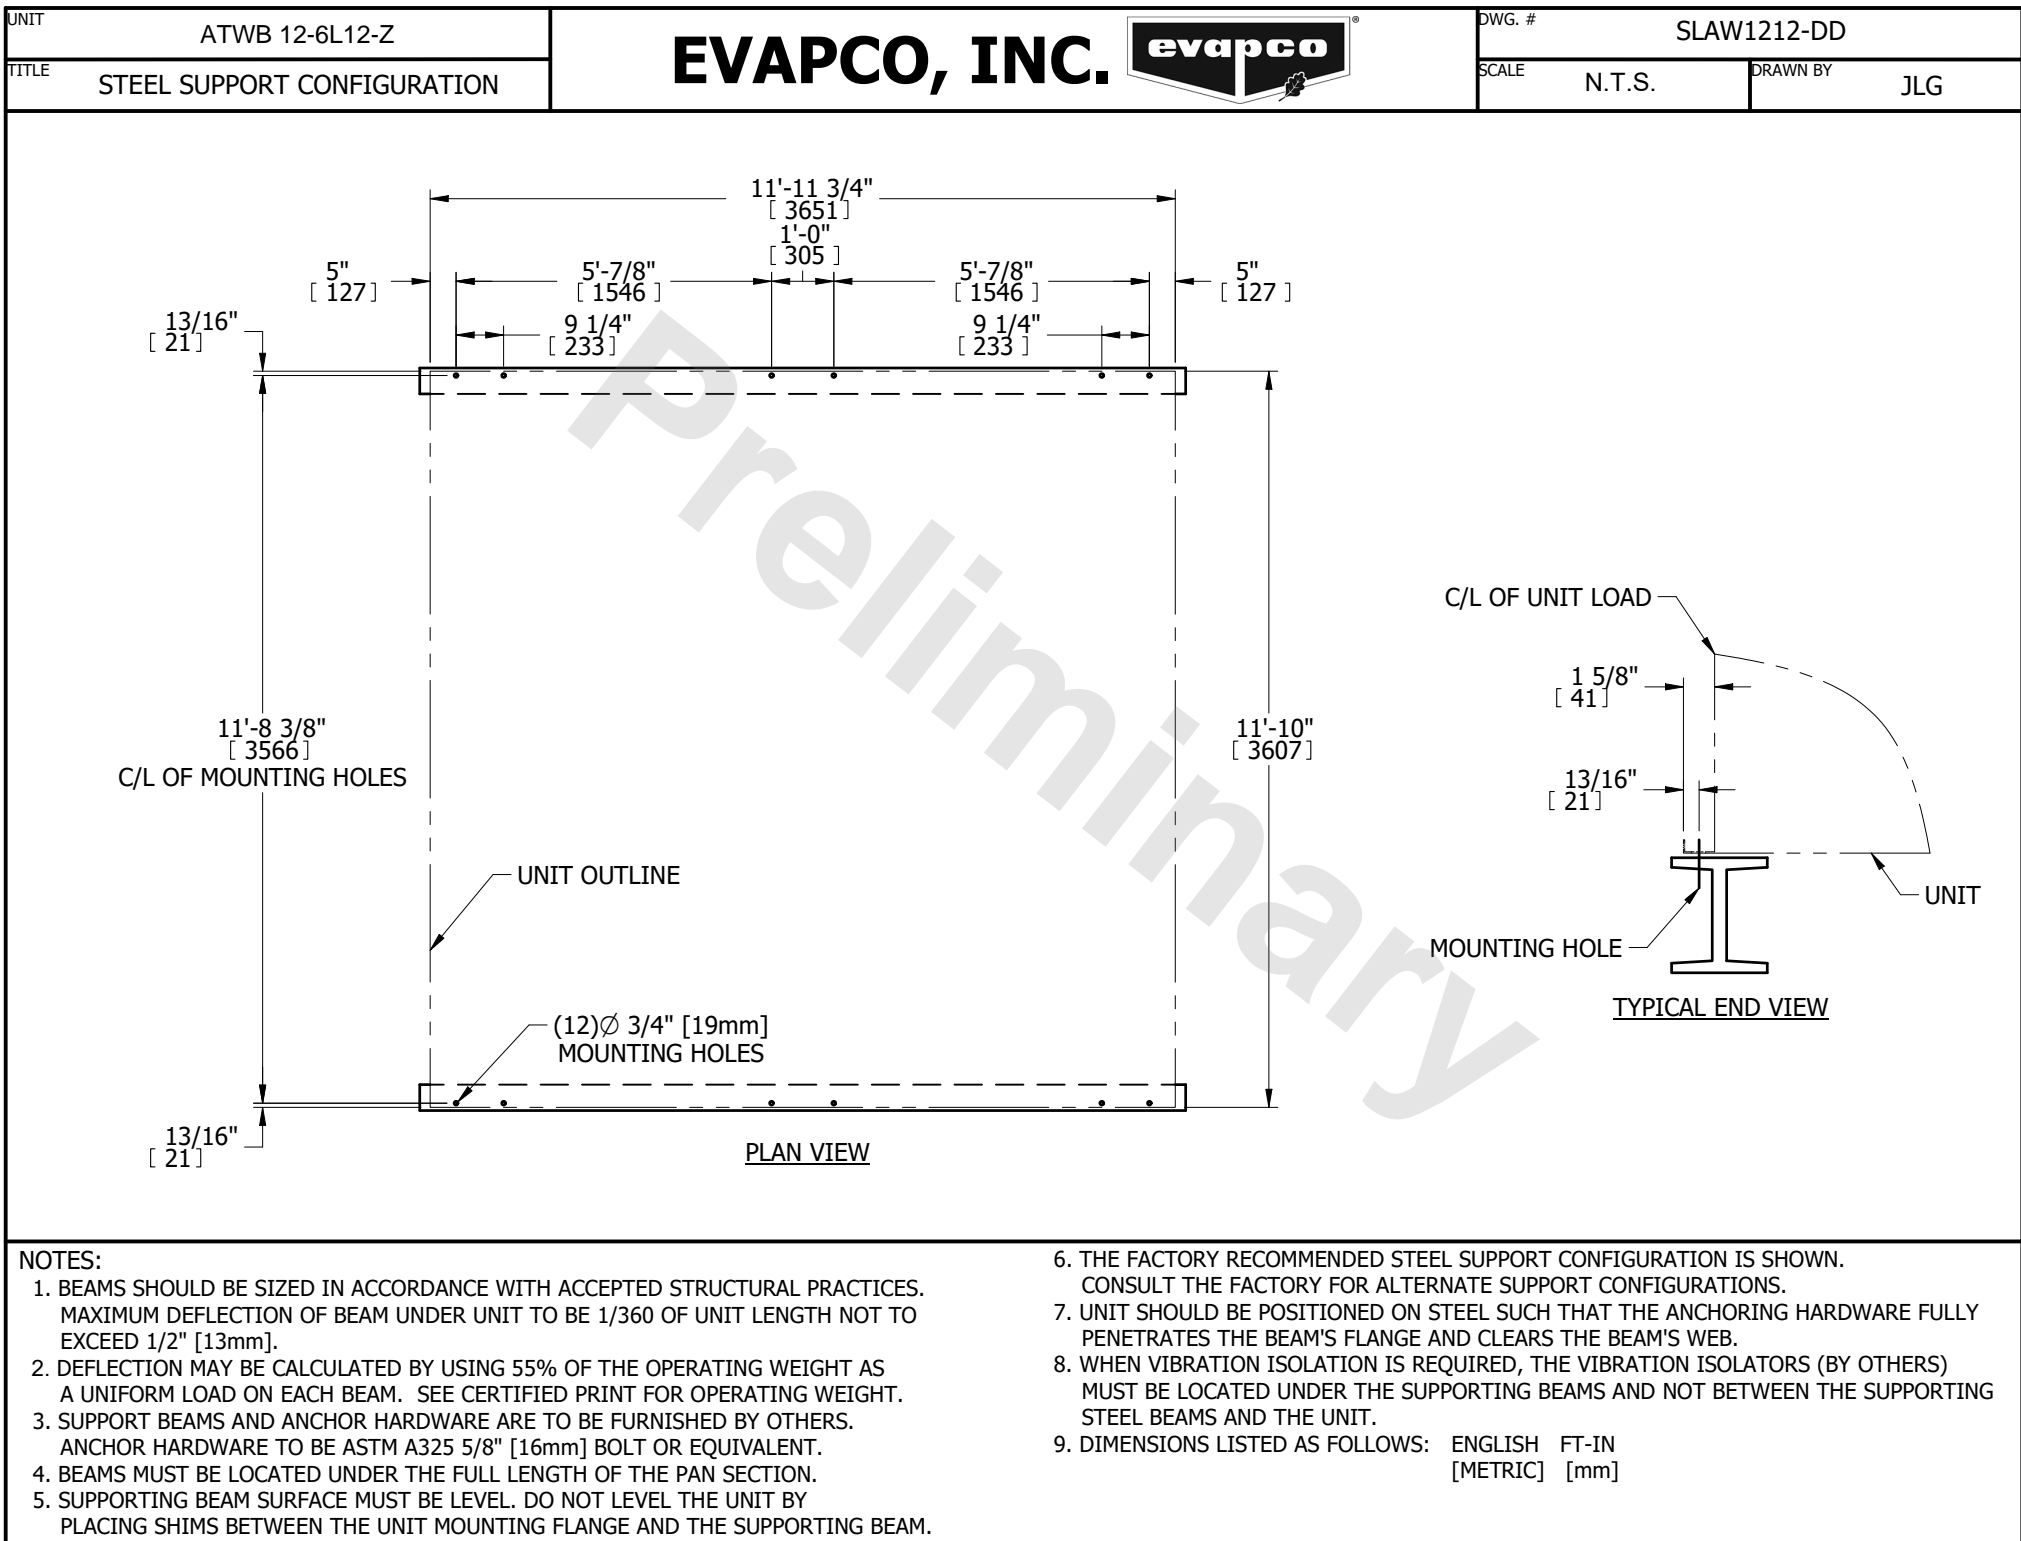 UNIT
ATWB 12-6L12-Z
TITLE
STEEL SUPPORT CONFIGURATION
EVAPCO, INC.
evapco
®
DWG. #
SLAW1212-DD
SCALE
N.T.S.
DRAWN BY
JLG
11'-11 3/4"
[ 3651]
1'-0"
[ 305 ]
5"
[ 127]
5'-7/8"
[ 1546 ]
5'-7/8"
[ 1546 ]
5"
[ 127 ]
13/16"
[ 21]
9 1/4"
[ 233]
9 1/4"
[ 233 ]
11'-8 3/8"
[ 3566]
C/L OF MOUNTING HOLES
11'-10"
[ 3607]
UNIT OUTLINE
(12)∅ 3/4" [19mm]
MOUNTING HOLES
13/16"
[ 21]
PLAN VIEW
C/L OF UNIT LOAD
1 5/8"
[ 41]
13/16"
[ 21]
UNIT
MOUNTING HOLE
TYPICAL END VIEW
Preliminary
NOTES:
1. BEAMS SHOULD BE SIZED IN ACCORDANCE WITH ACCEPTED STRUCTURAL PRACTICES.
MAXIMUM DEFLECTION OF BEAM UNDER UNIT TO BE 1/360 OF UNIT LENGTH NOT TO
EXCEED 1/2" [13mm].
2. DEFLECTION MAY BE CALCULATED BY USING 55% OF THE OPERATING WEIGHT AS
A UNIFORM LOAD ON EACH BEAM. SEE CERTIFIED PRINT FOR OPERATING WEIGHT.
3. SUPPORT BEAMS AND ANCHOR HARDWARE ARE TO BE FURNISHED BY OTHERS.
ANCHOR HARDWARE TO BE ASTM A325 5/8" [16mm] BOLT OR EQUIVALENT.
4. BEAMS MUST BE LOCATED UNDER THE FULL LENGTH OF THE PAN SECTION.
5. SUPPORTING BEAM SURFACE MUST BE LEVEL. DO NOT LEVEL THE UNIT BY
PLACING SHIMS BETWEEN THE UNIT MOUNTING FLANGE AND THE SUPPORTING BEAM.
6. THE FACTORY RECOMMENDED STEEL SUPPORT CONFIGURATION IS SHOWN.
CONSULT THE FACTORY FOR ALTERNATE SUPPORT CONFIGURATIONS.
7. UNIT SHOULD BE POSITIONED ON STEEL SUCH THAT THE ANCHORING HARDWARE FULLY
PENETRATES THE BEAM'S FLANGE AND CLEARS THE BEAM'S WEB.
8. WHEN VIBRATION ISOLATION IS REQUIRED, THE VIBRATION ISOLATORS (BY OTHERS)
MUST BE LOCATED UNDER THE SUPPORTING BEAMS AND NOT BETWEEN THE SUPPORTING
STEEL BEAMS AND THE UNIT.
9. DIMENSIONS LISTED AS FOLLOWS: ENGLISH FT-IN
[METRIC] [mm]